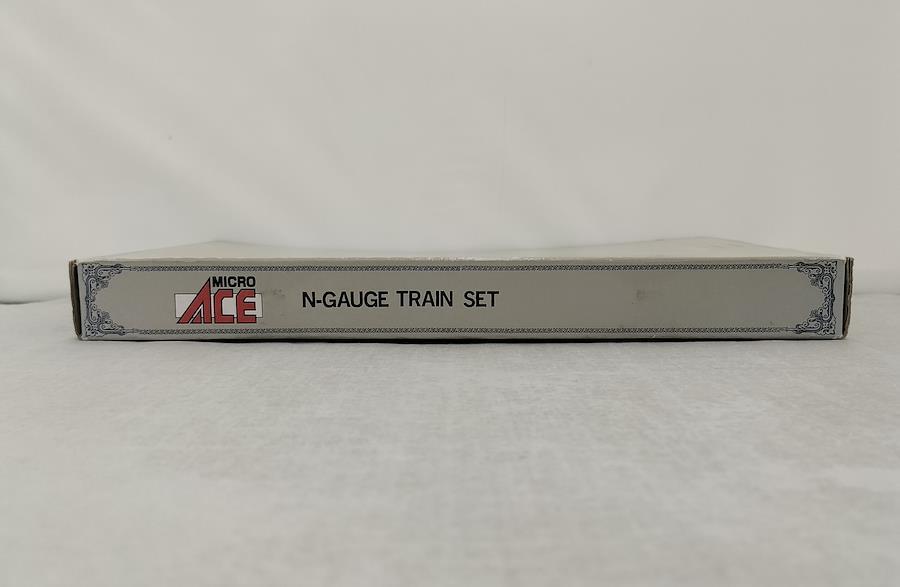 MICRO
ACE
N-GAUGE TRAIN SET